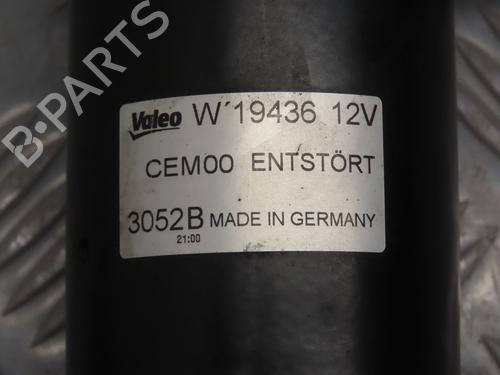 Valeo W´19436 12V
CEM00 ENTSTÖRT
3052B MADE IN GERMANY
21:00
B PARTS